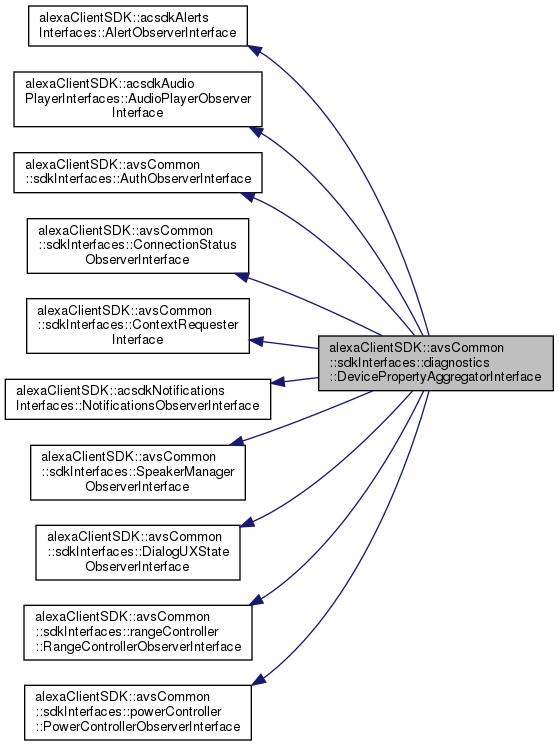 alexaClientSDK::acsdkAlerts
Interfaces::AlertObserverInterface
alexaClientSDK::acsdkAudio
PlayerInterfaces::AudioPlayerObserver
Interface
alexaClientSDK::avsCommon
::sdkInterfaces::AuthObserverInterface
alexaClientSDK::avsCommon
::sdkInterfaces::ConnectionStatus
ObserverInterface
alexaClientSDK::avsCommon
::sdkInterfaces::ContextRequester
Interface
alexaClientSDK::avsCommon
::sdkInterfaces::diagnostics
::DevicePropertyAggregatorInterface
alexaClientSDK::acsdkNotifications
Interfaces::NotificationsObserverInterface
alexaClientSDK::avsCommon
::sdkInterfaces::SpeakerManager
ObserverInterface
alexaClientSDK::avsCommon
::sdkInterfaces::DialogUXState
ObserverInterface
alexaClientSDK::avsCommon
::sdkInterfaces::rangeController
::RangeControllerObserverInterface
alexaClientSDK::avsCommon
::sdkInterfaces::powerController
::PowerControllerObserverInterface